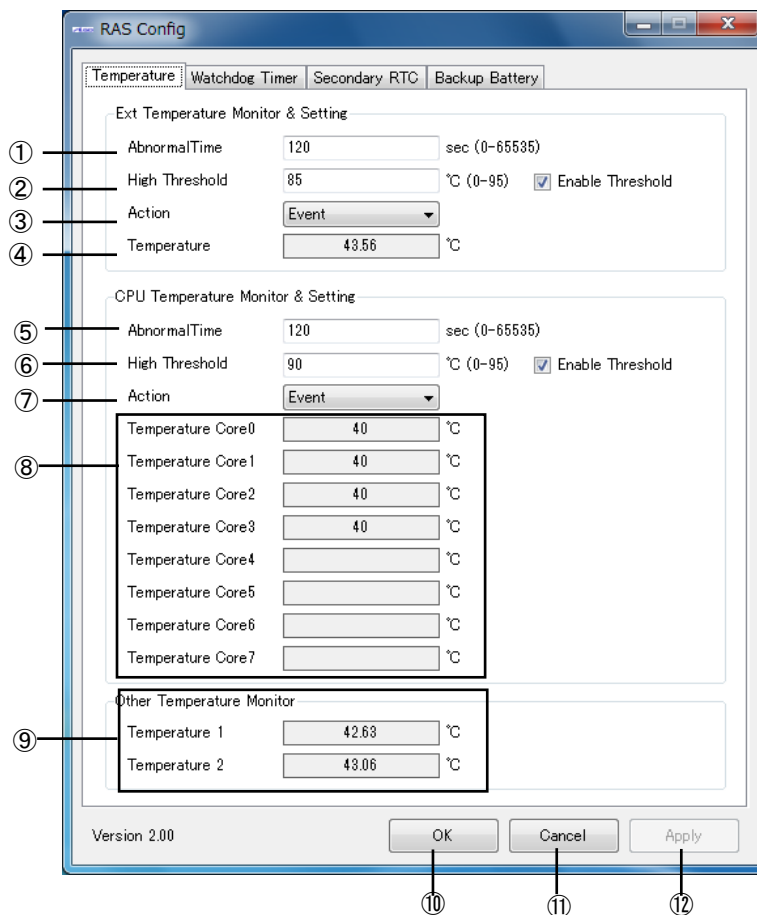 RAS Config
Temperature Watchdog Timer Secondary RTC Backup Battery
Ext Temperature Monitor & Setting
① AbnormalTime 120 sec (0-65535)
② High Threshold 85 °C (0-95) Enable Threshold
③ Action Event
④ Temperature 43.56 °C
CPU Temperature Monitor & Setting
⑤ AbnormalTime 120 sec (0-65535)
⑥ High Threshold 90 °C (0-95) Enable Threshold
⑦ Action Event
Temperature Core0 40 °C
⑧ Temperature Core1 40 °C
Temperature Core2 40 °C
Temperature Core3 40 °C
Temperature Core4 °C
Temperature Core5 °C
Temperature Core6 °C
Temperature Core7 °C
Other Temperature Monitor
⑨ Temperature 1 42.63 °C
Temperature 2 43.06 °C
Version 2.00 OK Cancel Apply
⑩ ⑪ ⑫